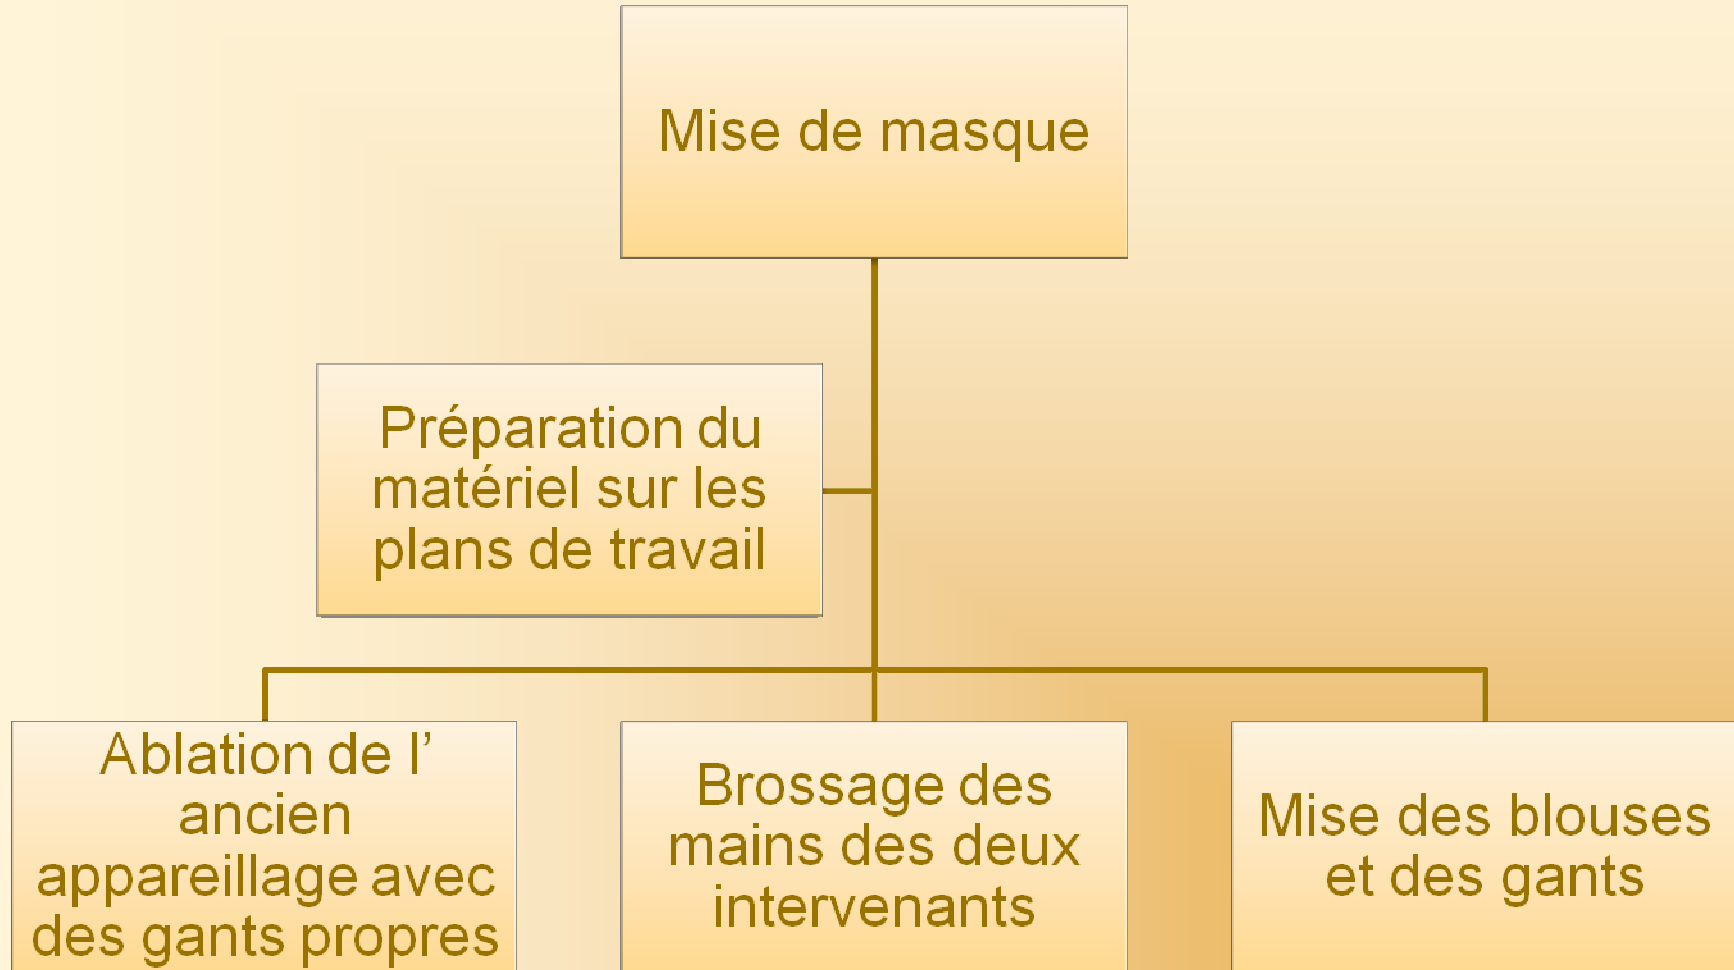 Mise de masque
Préparation du
matériel sur les
plans de travail
Ablation de l’
ancien
appareillage avec
des gants propres
Brossage des
mains des deux
intervenants
Mise des blouses
et des gants